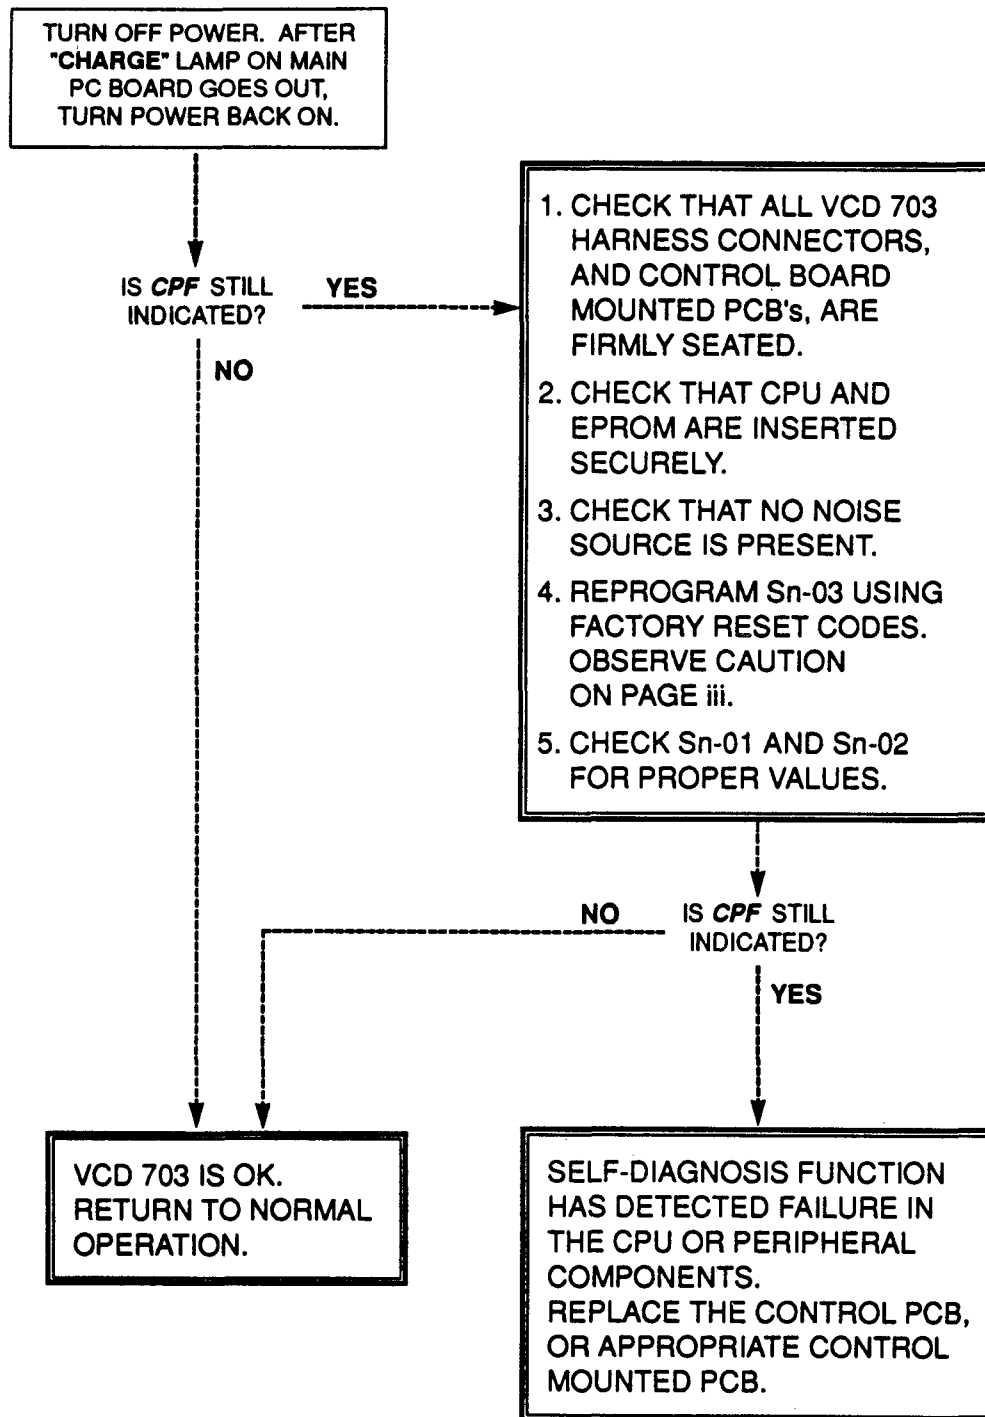 TURN OFF POWER. AFTER
"CHARGE" LAMP ON MAIN
PC BOARD GOES OUT,
TURN POWER BACK ON.
IS CPF STILL
INDICATED?
YES
NO
1. CHECK THAT ALL VCD 703
HARNESS CONNECTORS,
AND CONTROL BOARD
MOUNTED PCB's, ARE
FIRMLY SEATED.
2. CHECK THAT CPU AND
EPROM ARE INSERTED
SECURELY.
3. CHECK THAT NO NOISE
SOURCE IS PRESENT.
4. REPROGRAM Sn-03 USING
FACTORY RESET CODES.
OBSERVE CAUTION
ON PAGE iii.
5. CHECK Sn-01 AND Sn-02
FOR PROPER VALUES.
NO
IS CPF STILL
INDICATED?
YES
VCD 703 IS OK.
RETURN TO NORMAL
OPERATION.
SELF-DIAGNOSIS FUNCTION
HAS DETECTED FAILURE IN
THE CPU OR PERIPHERAL
COMPONENTS.
REPLACE THE CONTROL PCB,
OR APPROPRIATE CONTROL
MOUNTED PCB.